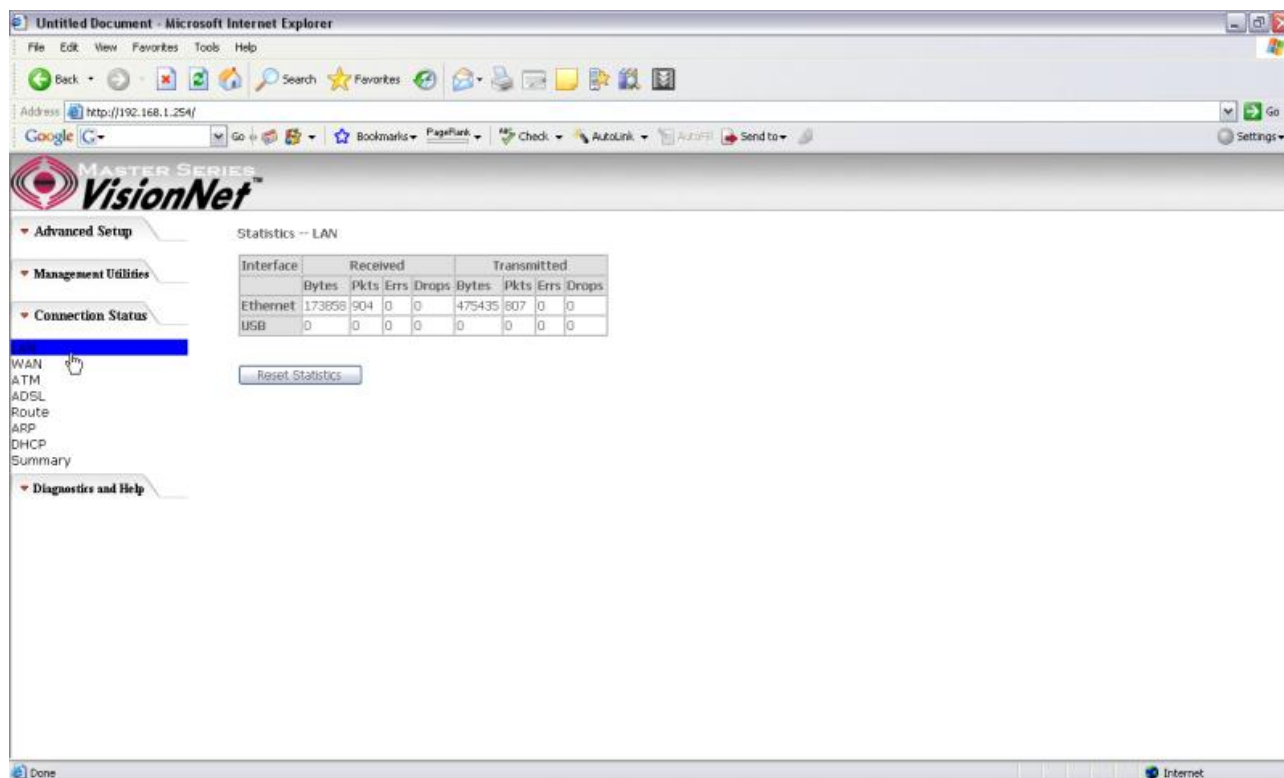 Untitled Document - Microsoft Internet Explorer
File Edit View Favorites Tools Help
Back Search Favorites
Address http://192.168.1.254/ Go
Google G Go Bookmarks PageRank Check AutoLink AutoFill Send to Settings
MASTER SERIES
VisionNet™
Advanced Setup
Management Utilities
Connection Status
LAN
WAN
ATM
ADSL
Route
ARP
DHCP
Summary
Diagnostics and Help
Statistics -- LAN
Interface Received Transmitted
Bytes Pkts Errs Drops Bytes Pkts Errs Drops
Ethernet 173858 904 0 0 475435 807 0 0
USB 0 0 0 0 0 0 0 0
Reset Statistics
Done Internet